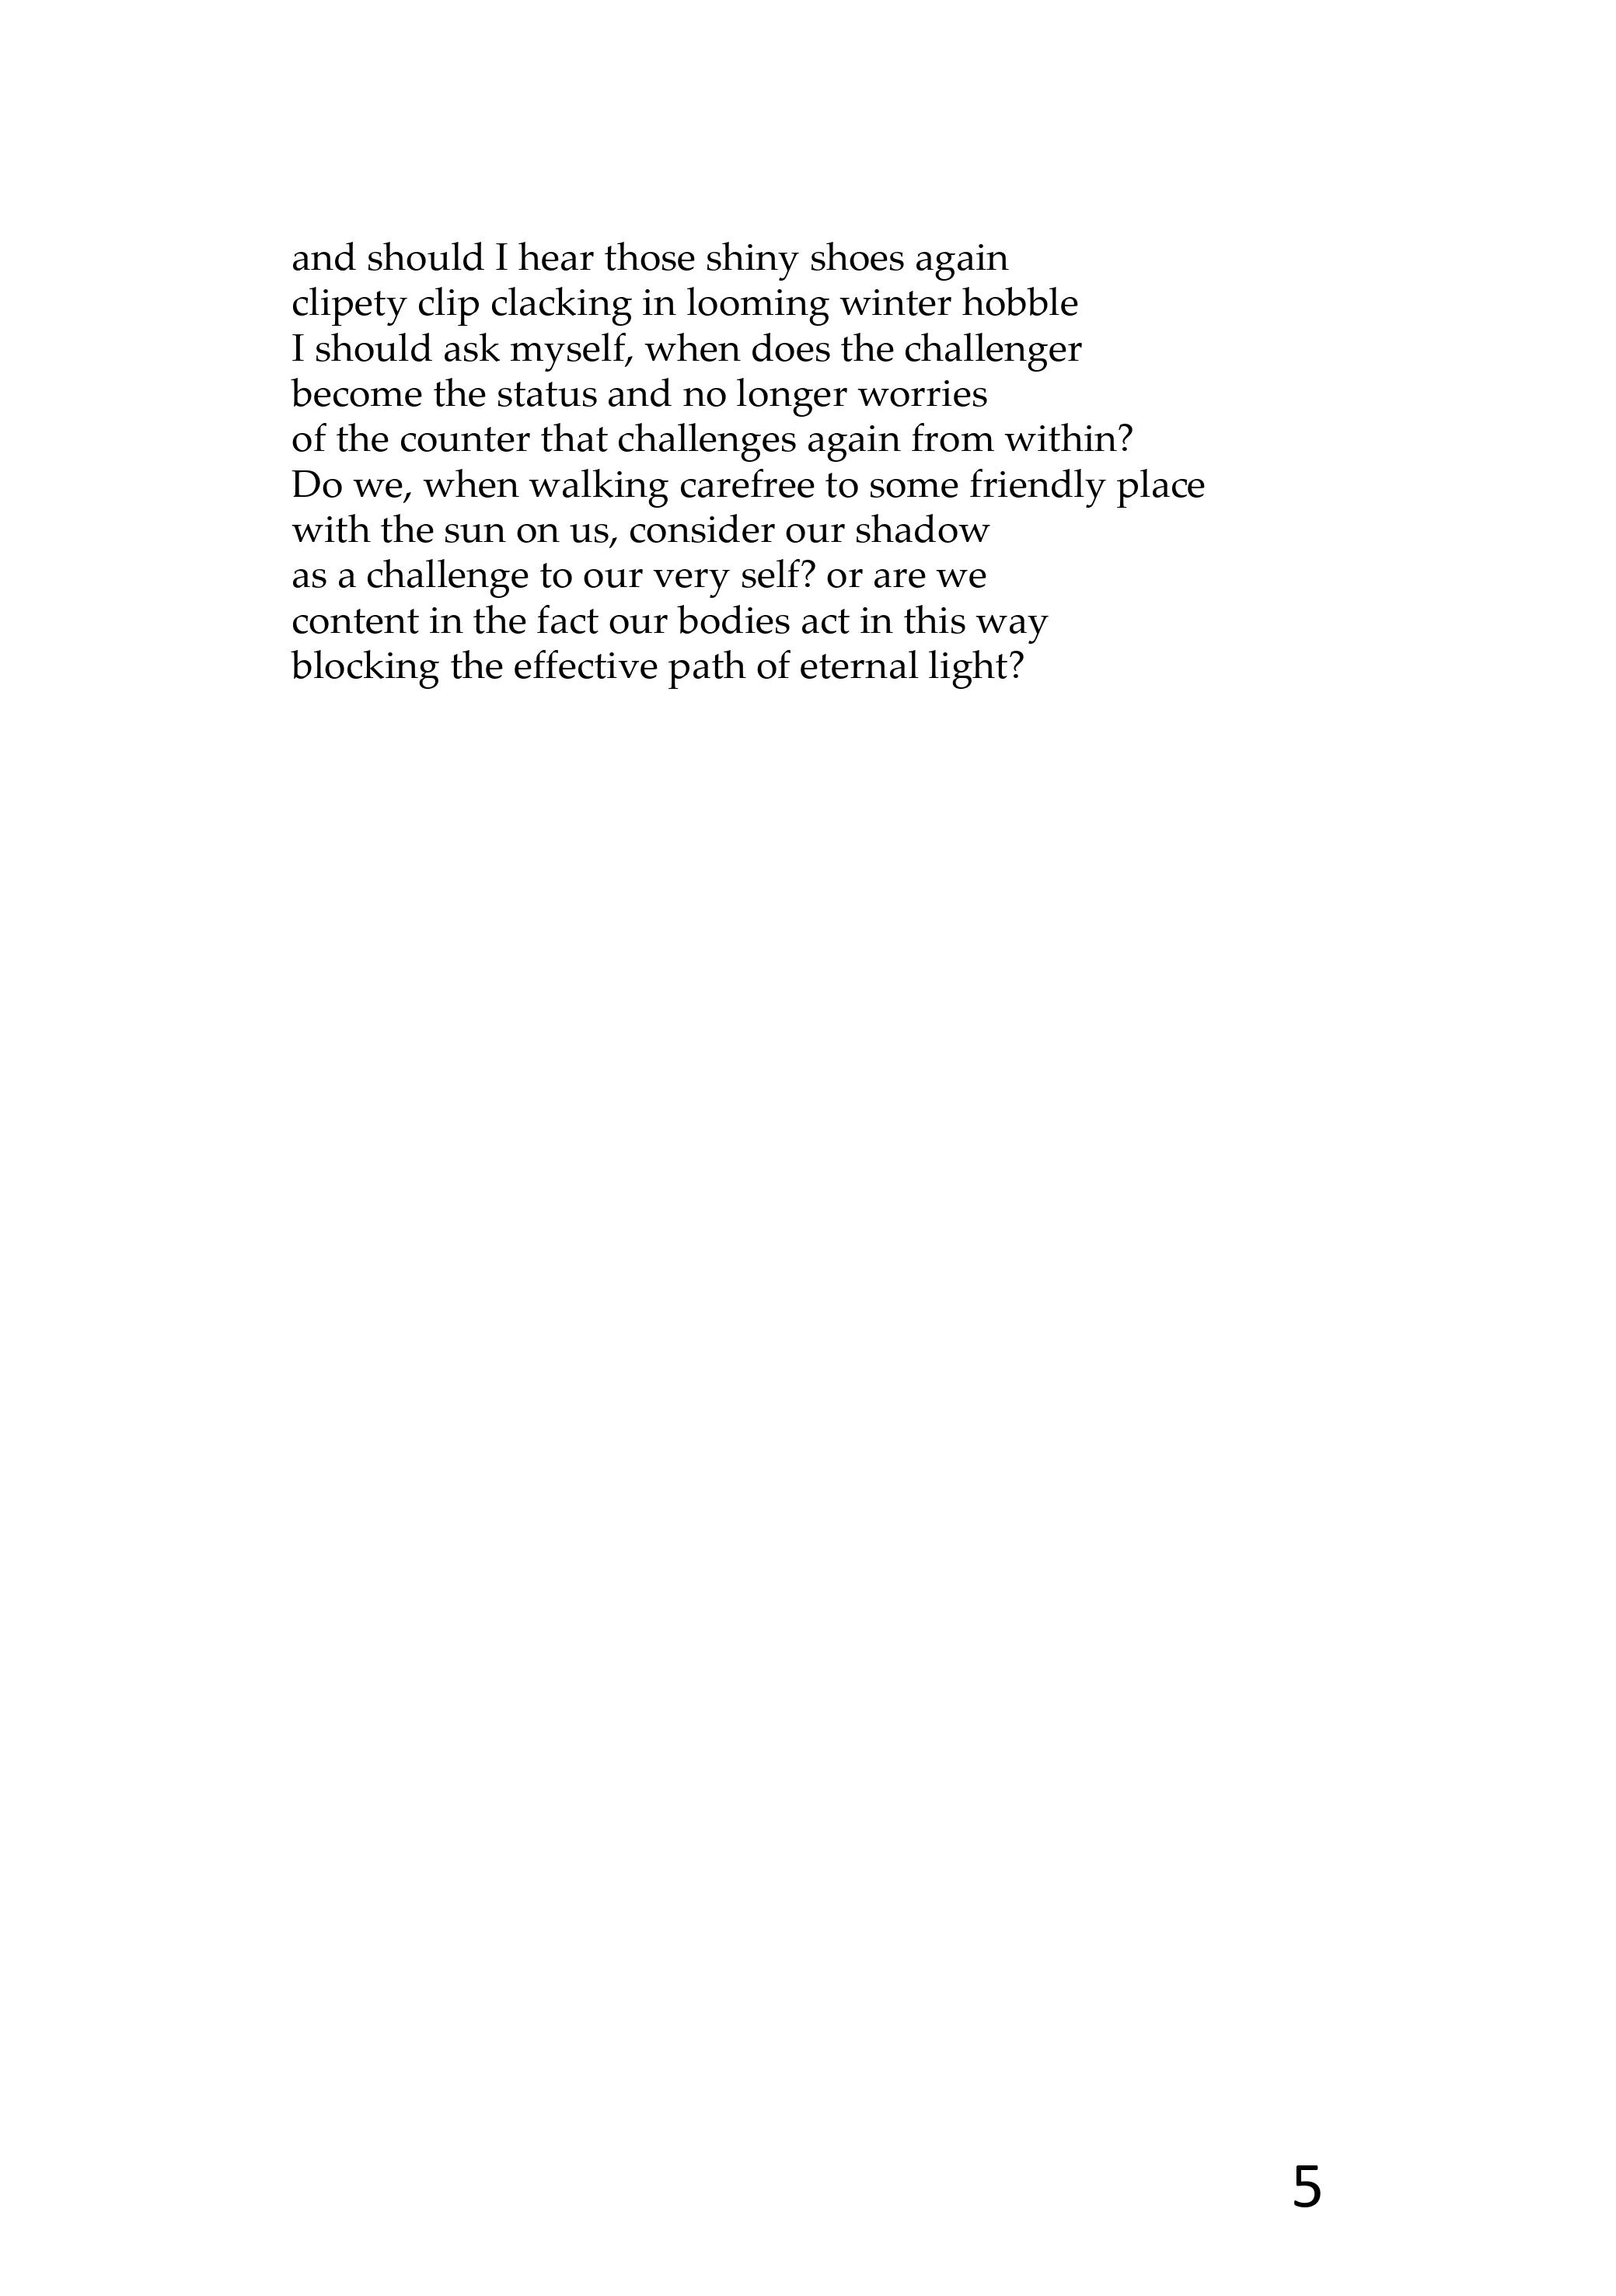 and should I hear those shiny shoes again
clipety clip clacking in looming winter hobble
I should ask myself, when does the challenger
become the status and no longer worries
of the counter that challenges again from within?
Do we, when walking carefree to some friendly place
with the sun on us, consider our shadow
as a challenge to our very self? or are we
content in the fact our bodies act in this way
blocking the effective path of eternal light?
5